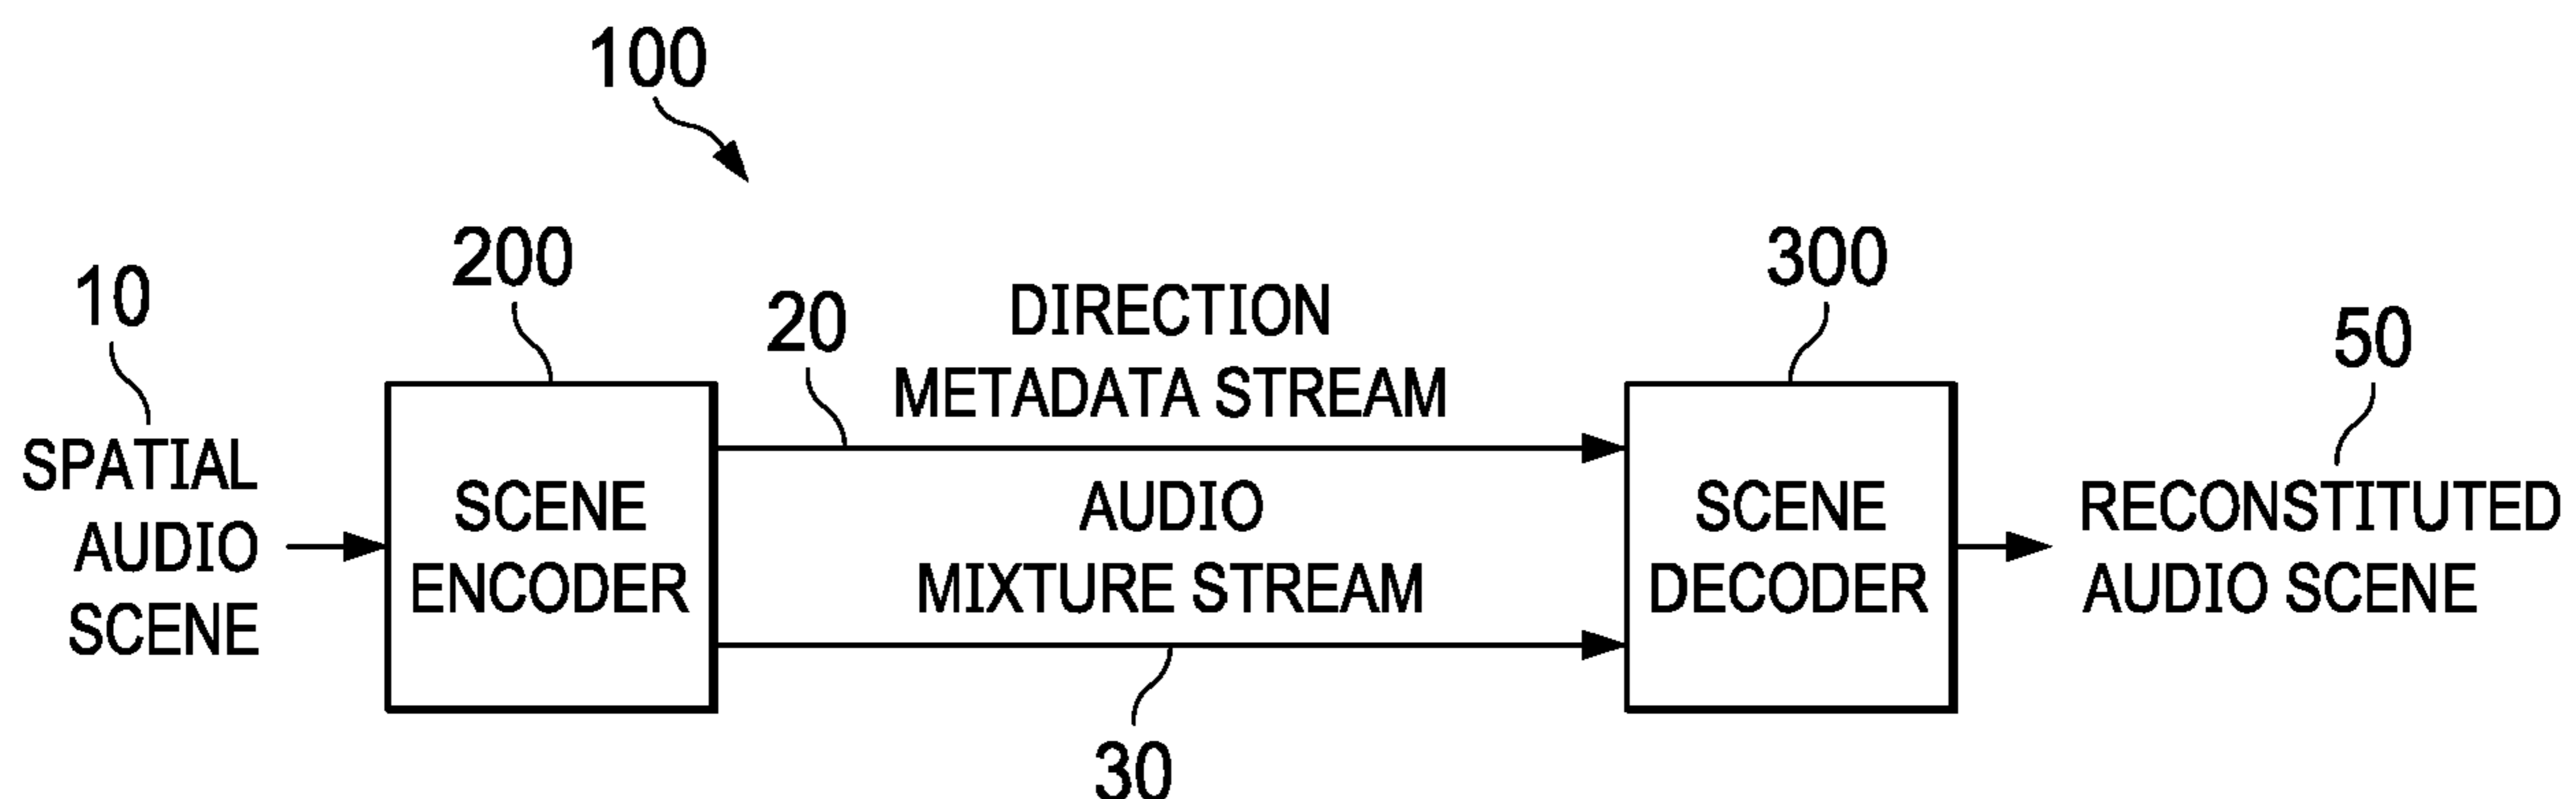 100
10
SPATIAL
AUDIO
SCENE
200
SCENE
ENCODER
20
DIRECTION
METADATA STREAM
AUDIO
MIXTURE STREAM
30
300
SCENE
DECODER
50
RECONSTITUTED
AUDIO SCENE